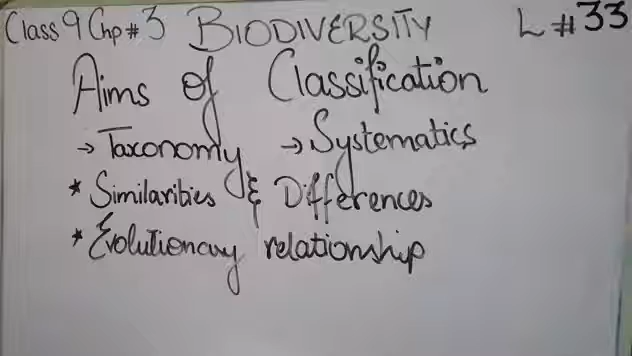 Class 9 Chp # 3 BIODIVERSITY L # 33
Aims of Classification
→ Taxonomy → Systematics
* Similarities & Differences
* Evolutionary relationship